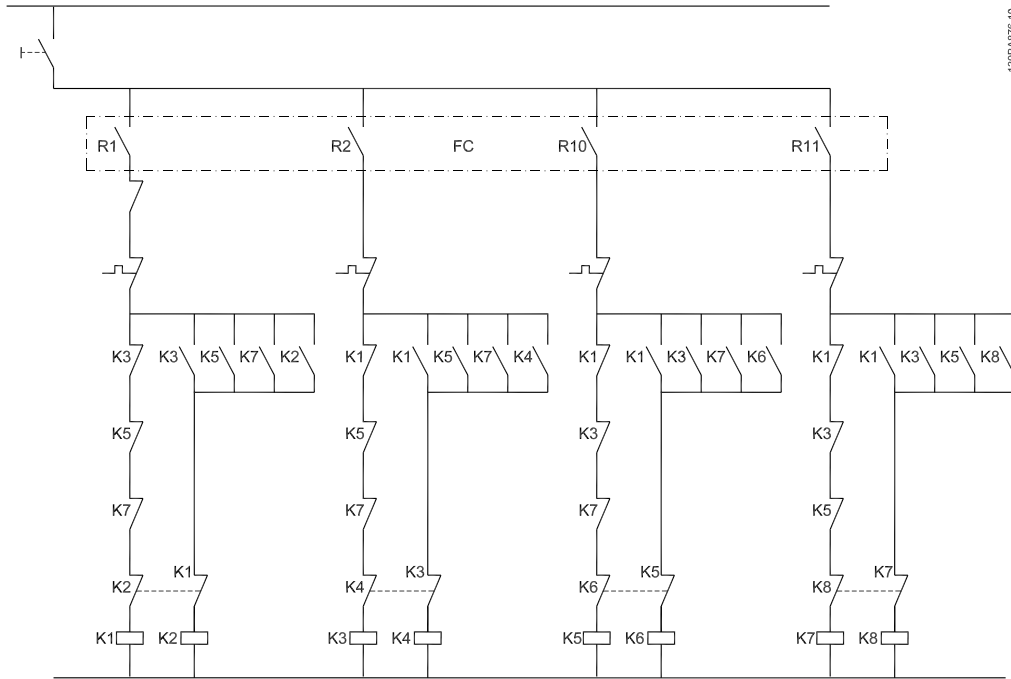 R1 R2 FC R10 R11
K3 K3 K5 K7 K2 K1 K1 K5 K7 K4 K1 K1 K3 K7 K6 K1 K1 K3 K5 K8
K5 K5 K3 K3
K7 K7 K7 K5
K2 K1 K4 K3 K6 K5 K8 K7
K1 K2 K3 K4 K5 K6 K7 K8